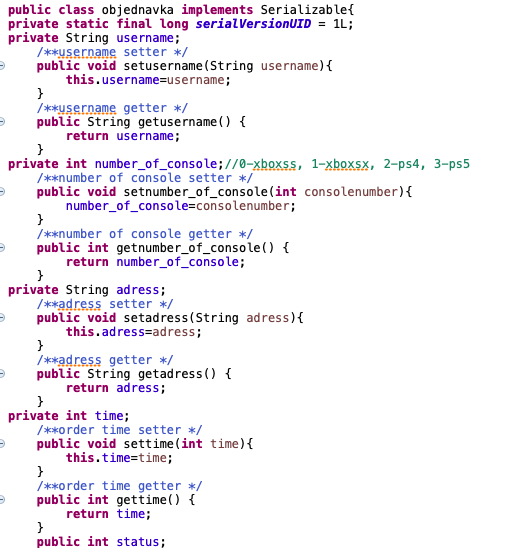 public class objednavka implements Serializable{
private static final long serialVersionUID = 1L;
private String username;
/**username setter */
public void setusername(String username){
this.username=username;
}
/**username getter */
public String getusername() {
return username;
}
private int number_of_console;//0-xboxss, 1-xboxsx, 2-ps4, 3-ps5
/**number of console setter */
public void setnumber_of_console(int consolenumber){
number_of_console=consolenumber;
}
/**number of console getter */
public int getnumber_of_console() {
return number_of_console;
}
private String adress;
/**adress setter */
public void setadress(String adress){
this.adress=adress;
}
/**adress getter */
public String getadress() {
return adress;
}
private int time;
/**order time setter */
public void settime(int time){
this.time=time;
}
/**order time getter */
public int gettime() {
return time;
}
public int status;